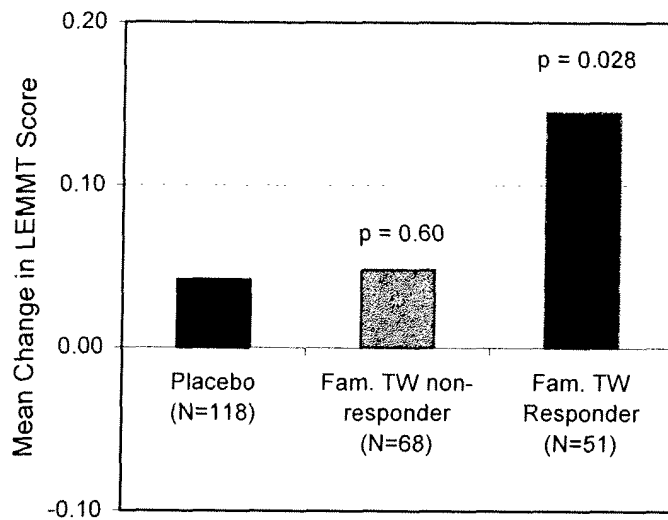 0.20
p = 0.028
0.10
p = 0.60
0.00
-0.10
Mean Change in LEMMT Score
Placebo
(N=118)
Fam. TW non-
responder
(N=68)
Fam. TW
Responder
(N=51)